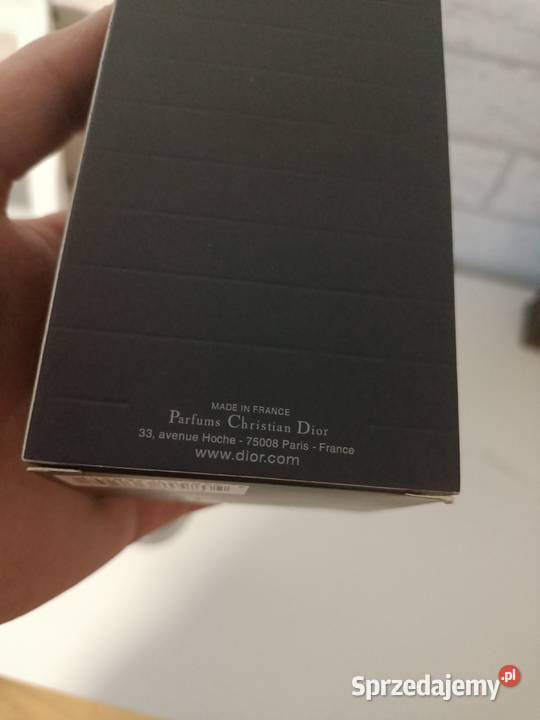 MADE IN FRANCE
Parfums Christian Dior
33, avenue Hoche - 75008 Paris - France
www.dior.com
Sprzedajemy.pl